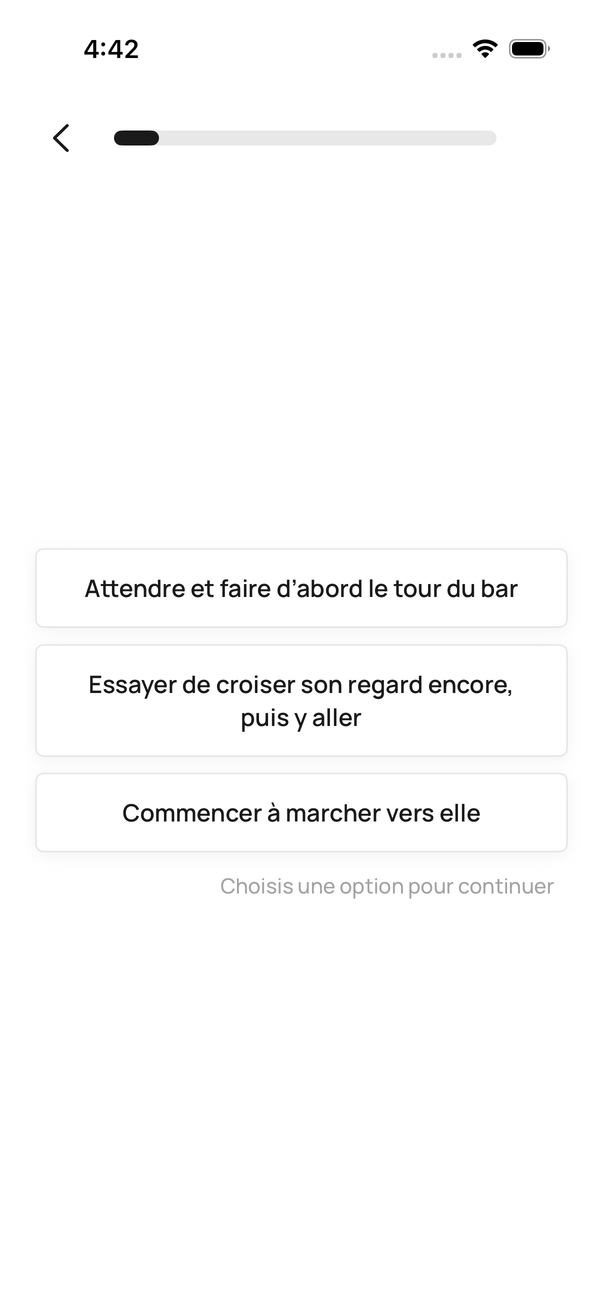 4:42
Attendre et faire d’abord le tour du bar
Essayer de croiser son regard encore,
puis y aller
Commencer à marcher vers elle
Choisis une option pour continuer